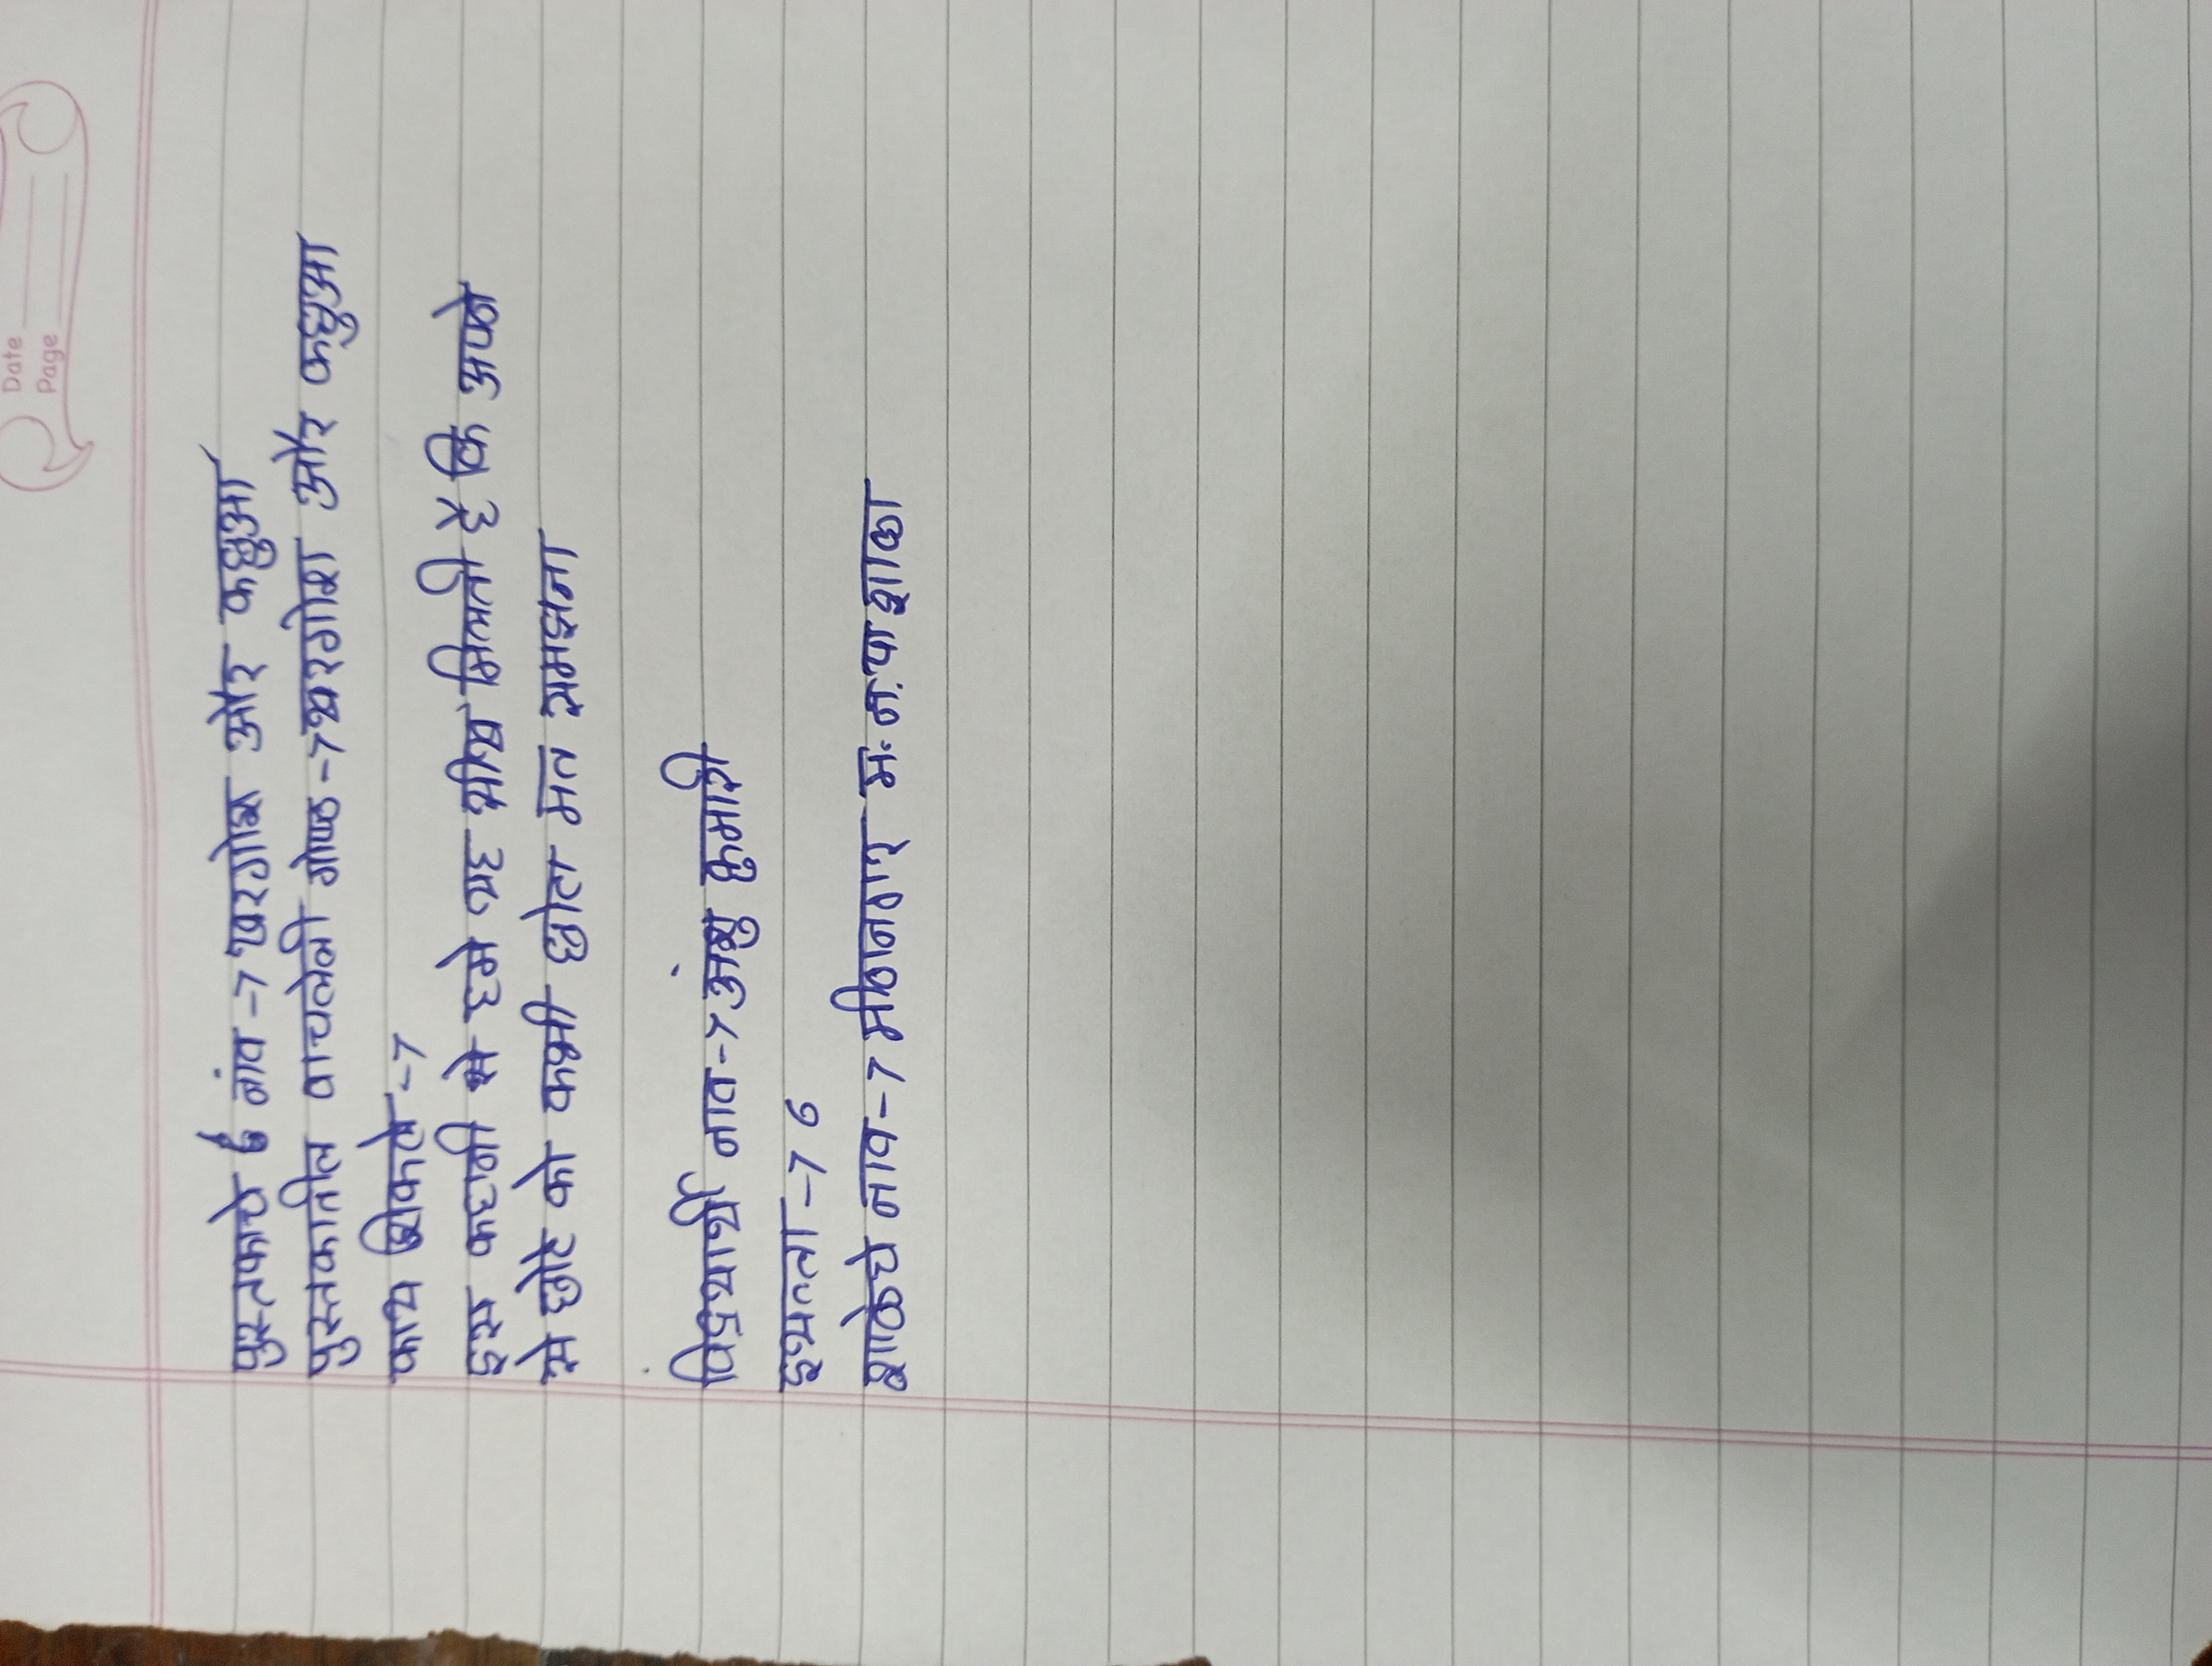 Date
Page
पुस्तकाचे नांव -> खरगोश और कछुआ
पुस्तकातील वाचलेली गोष्ठ -> खरगोश और कछुआ
काय शिकले ->
इस कहानी से हमे यह सीख मिलती है कि अपने
से छोटे को कभी छोटा मत समझना
विद्रयार्थी नाव -> अंशु कुमारी
इयत्ता -> 6
शाळेचे नाव -> मीठानगर म. न. पा शाळा